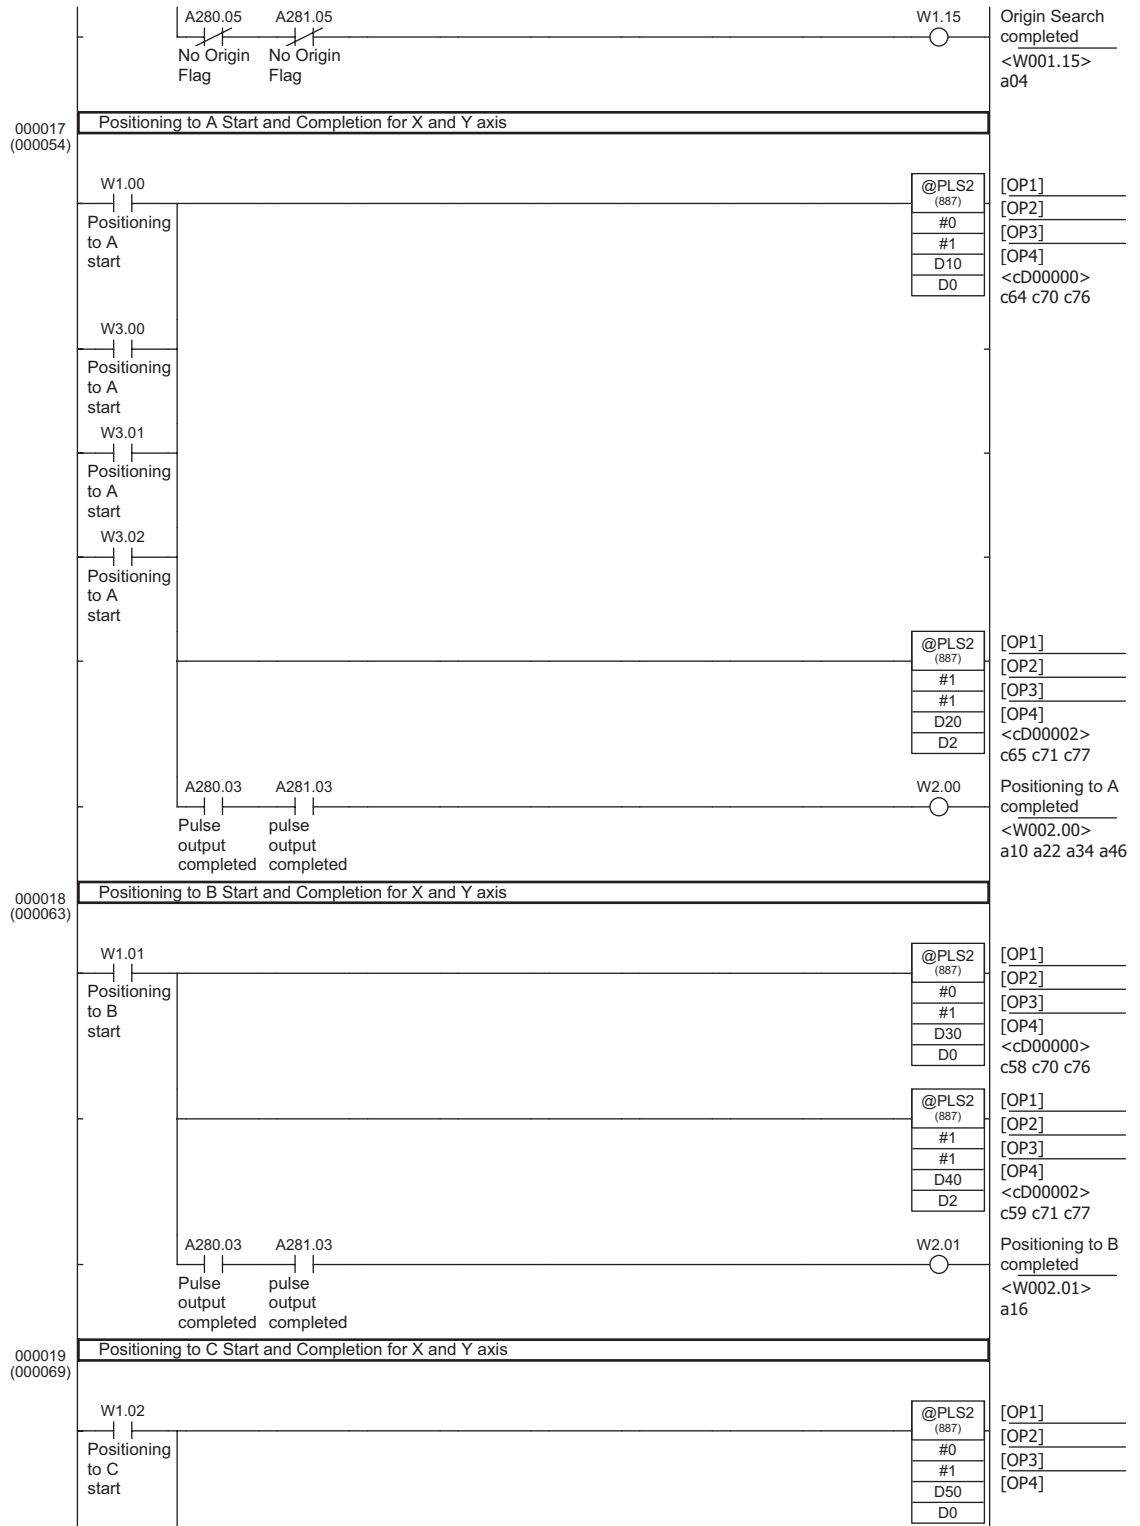 A280.05 A281.05 W1.15 Origin Search
completed
No Origin No Origin <W001.15>
Flag Flag a04
000017 Positioning to A Start and Completion for X and Y axis
(000054)
W1.00 @PLS2 [OP1]
(887) [OP2]
Positioning #0 [OP3]
to A #1 [OP4]
start D10 <cD00000>
D0 c64 c70 c76
W3.00
Positioning
to A
start
W3.01
Positioning
to A
start
W3.02
Positioning
to A
start
@PLS2 [OP1]
(887) [OP2]
#1 [OP3]
#1 [OP4]
D20 <cD00002>
D2 c65 c71 c77
A280.03 A281.03 W2.00 Positioning to A
completed
Pulse pulse <W002.00>
output output a10 a22 a34 a46
completed completed
000018 Positioning to B Start and Completion for X and Y axis
(000063)
W1.01 @PLS2 [OP1]
(887) [OP2]
Positioning #0 [OP3]
to B #1 [OP4]
start D30 <cD00000>
D0 c58 c70 c76
@PLS2 [OP1]
(887) [OP2]
#1 [OP3]
#1 [OP4]
D40 <cD00002>
D2 c59 c71 c77
A280.03 A281.03 W2.01 Positioning to B
completed
Pulse pulse <W002.01>
output output a16
completed completed
000019 Positioning to C Start and Completion for X and Y axis
(000069)
W1.02 @PLS2 [OP1]
(887) [OP2]
Positioning #0 [OP3]
to C #1 [OP4]
start D50
D0